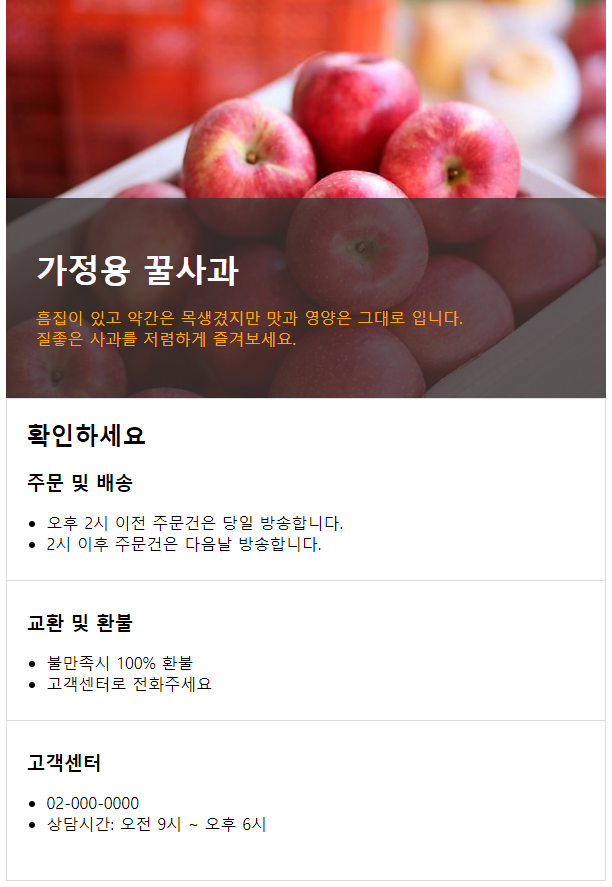 가정용 꿀사과
흠집이 있고 약간은 목생겼지만 맛과 영양은 그대로 입니다.
질좋은 사과를 저렴하게 즐겨보세요.
확인하세요
주문 및 배송
오후 2시 이전 주문건은 당일 방송합니다.
2시 이후 주문건은 다음날 방송합니다.
교환 및 환불
불만족시 100% 환불
고객센터로 전화주세요
고객센터
02-000-0000
상담시간: 오전 9시 ~ 오후 6시